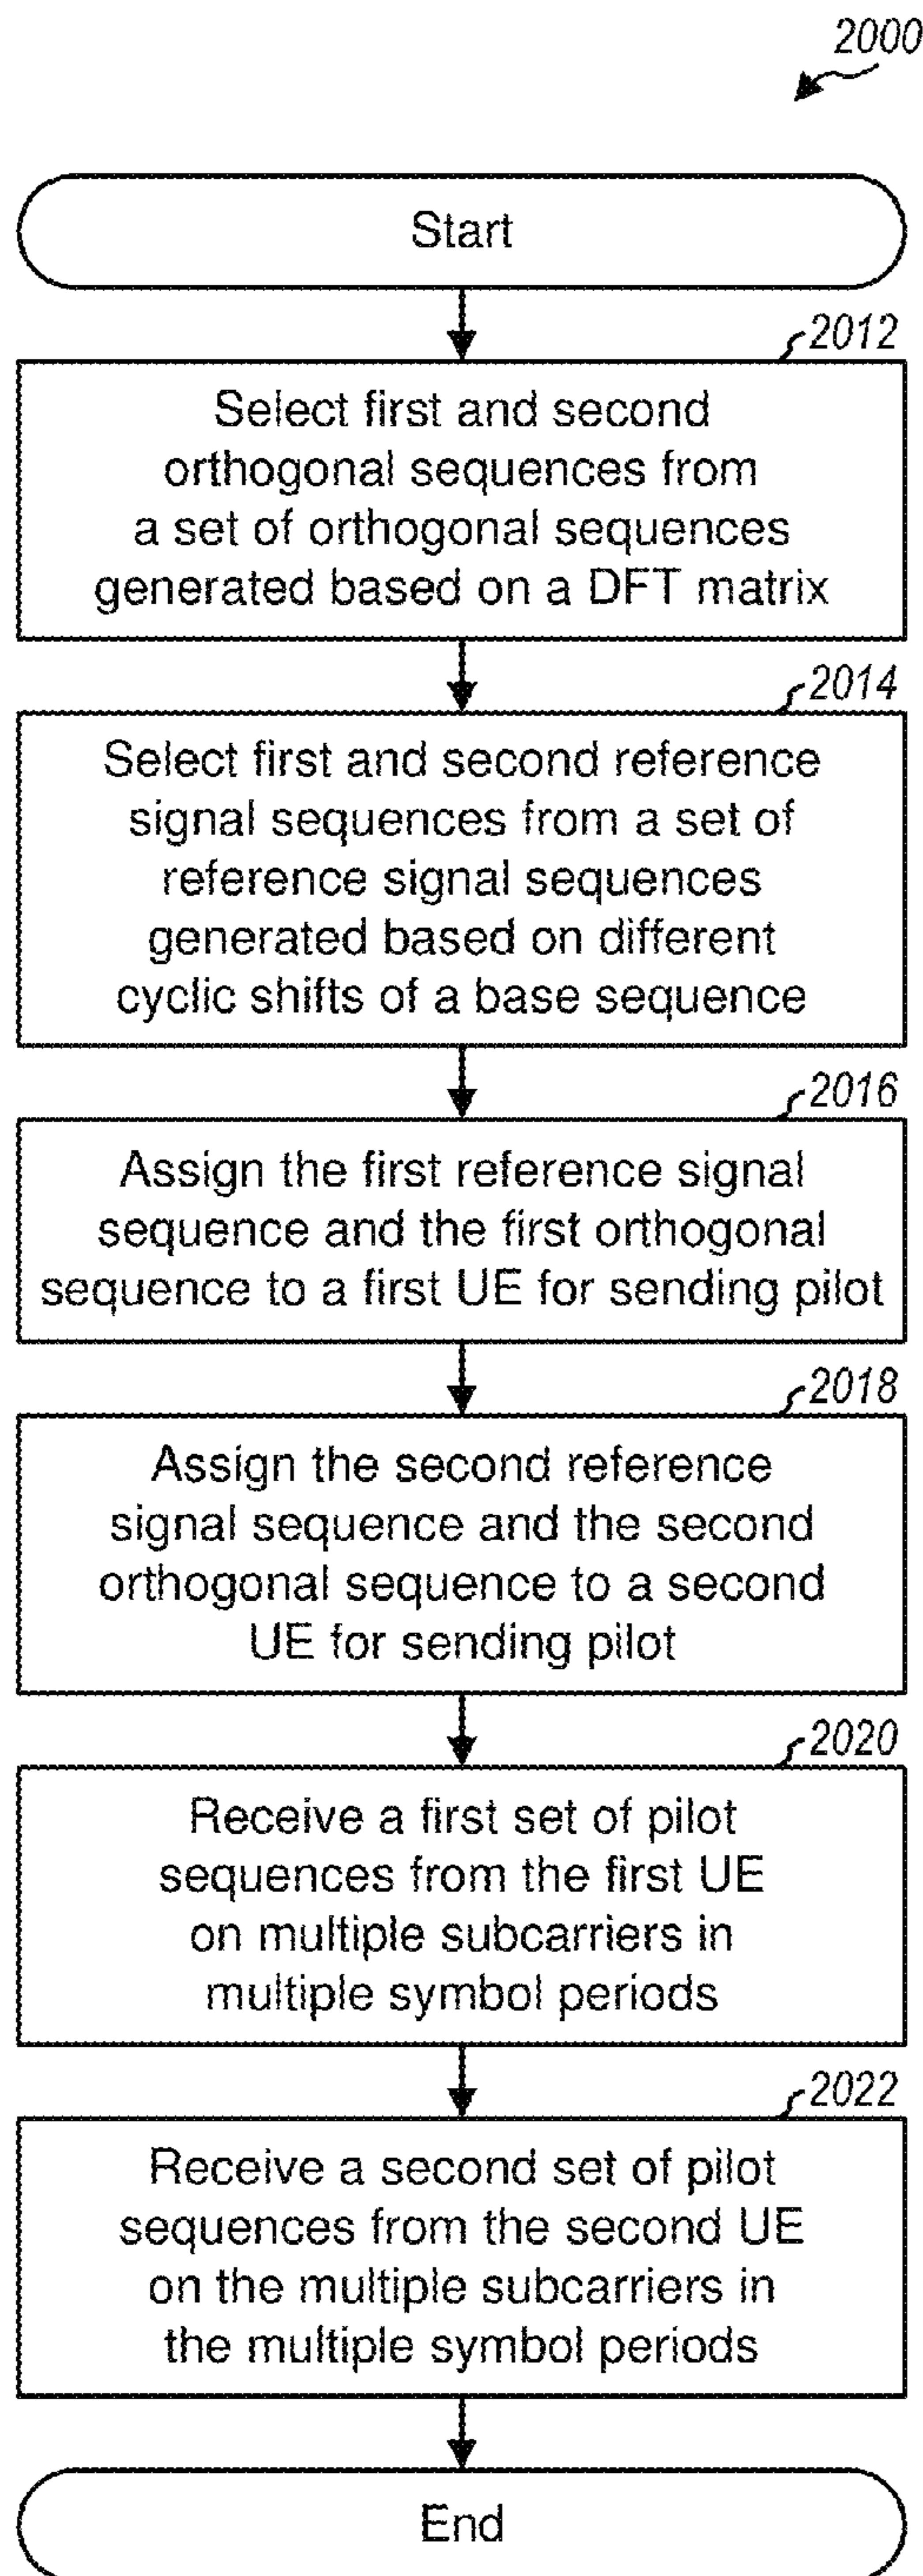 2000
Start
2012
Select first and second
orthogonal sequences from
a set of orthogonal sequences
generated based on a DFT matrix
2014
Select first and second reference
signal sequences from a set of
reference signal sequences
generated based on different
cyclic shifts of a base sequence
2016
Assign the first reference signal
sequence and the first orthogonal
sequence to a first UE for sending pilot
2018
Assign the second reference
signal sequence and the second
orthogonal sequence to a second
UE for sending pilot
2020
Receive a first set of pilot
sequences from the first UE
on multiple subcarriers in
multiple symbol periods
2022
Receive a second set of pilot
sequences from the second UE
on the multiple subcarriers in
the multiple symbol periods
End